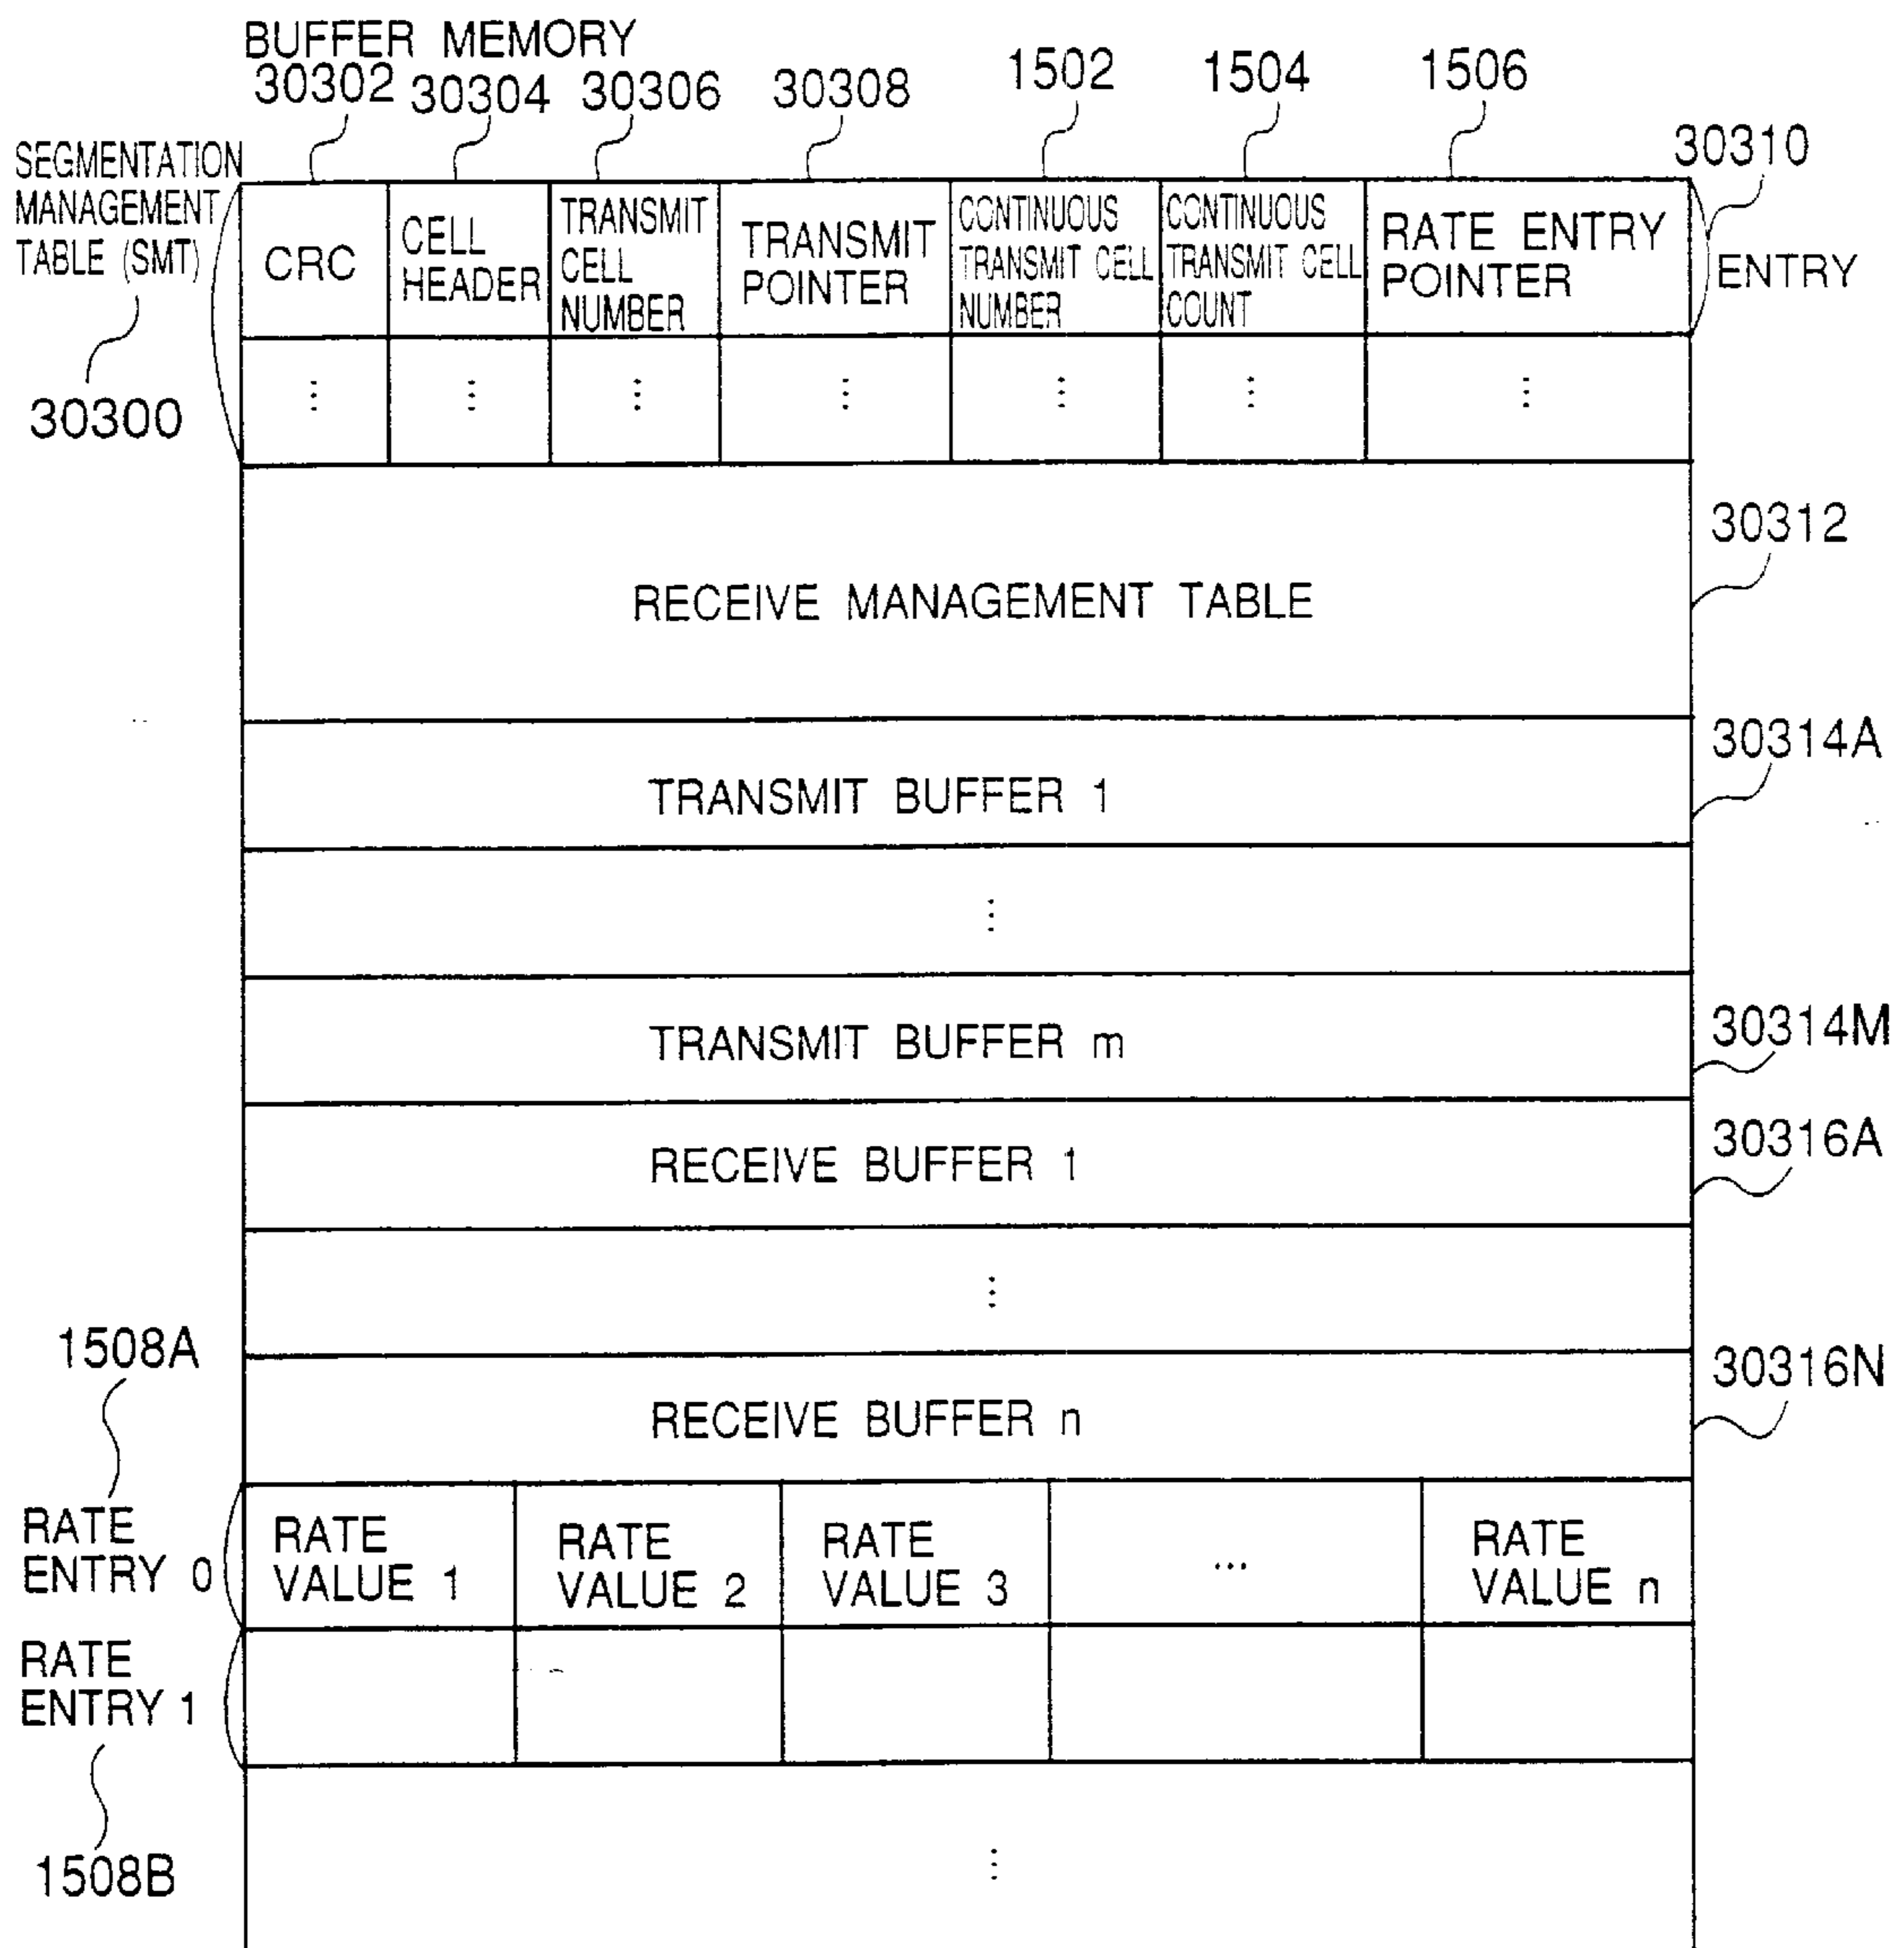 BUFFER MEMORY
30302 30304 30306 30308 1502 1504 1506
30310
SEGMENTATION
MANAGEMENT
TABLE (SMT)
30300
CRC
CELL
HEADER
TRANSMIT
CELL
NUMBER
TRANSMIT
POINTER
CONTINUOUS
TRANSMIT CELL
NUMBER
CONTINUOUS
TRANSMIT CELL
COUNT
RATE ENTRY
POINTER
ENTRY
⋮ ⋮ ⋮ ⋮ ⋮ ⋮ ⋮
30312
RECEIVE MANAGEMENT TABLE
30314A
TRANSMIT BUFFER 1
⋮
30314M
TRANSMIT BUFFER m
30316A
RECEIVE BUFFER 1
⋮
1508A
30316N
RECEIVE BUFFER n
RATE
ENTRY 0
RATE
VALUE 1
RATE
VALUE 2
RATE
VALUE 3
...
RATE
VALUE n
RATE
ENTRY 1
1508B
⋮